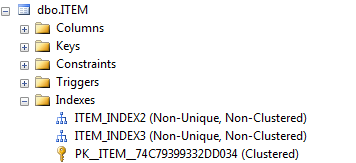 dbo.ITEM
Columns
Keys
Constraints
Triggers
Indexes
ITEM_INDEX2 (Non-Unique, Non-Clustered)
ITEM_INDEX3 (Non-Unique, Non-Clustered)
PK__ITEM__74C79399332DD034 (Clustered)